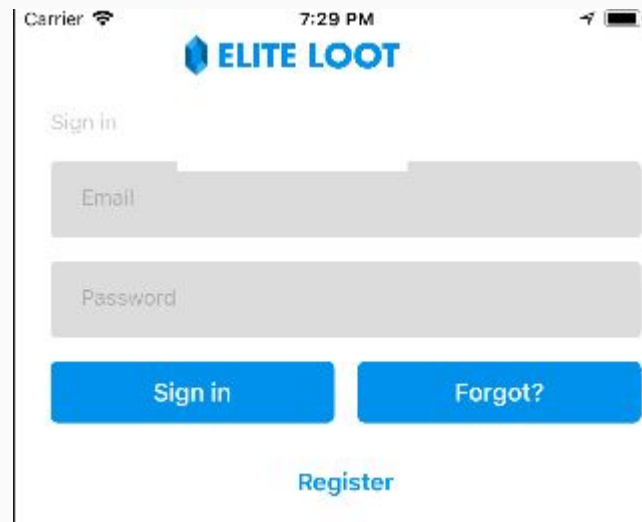 Carrier 7:29 PM
ELITE LOOT
Sign in
Email
Password
Sign in Forgot?
Register